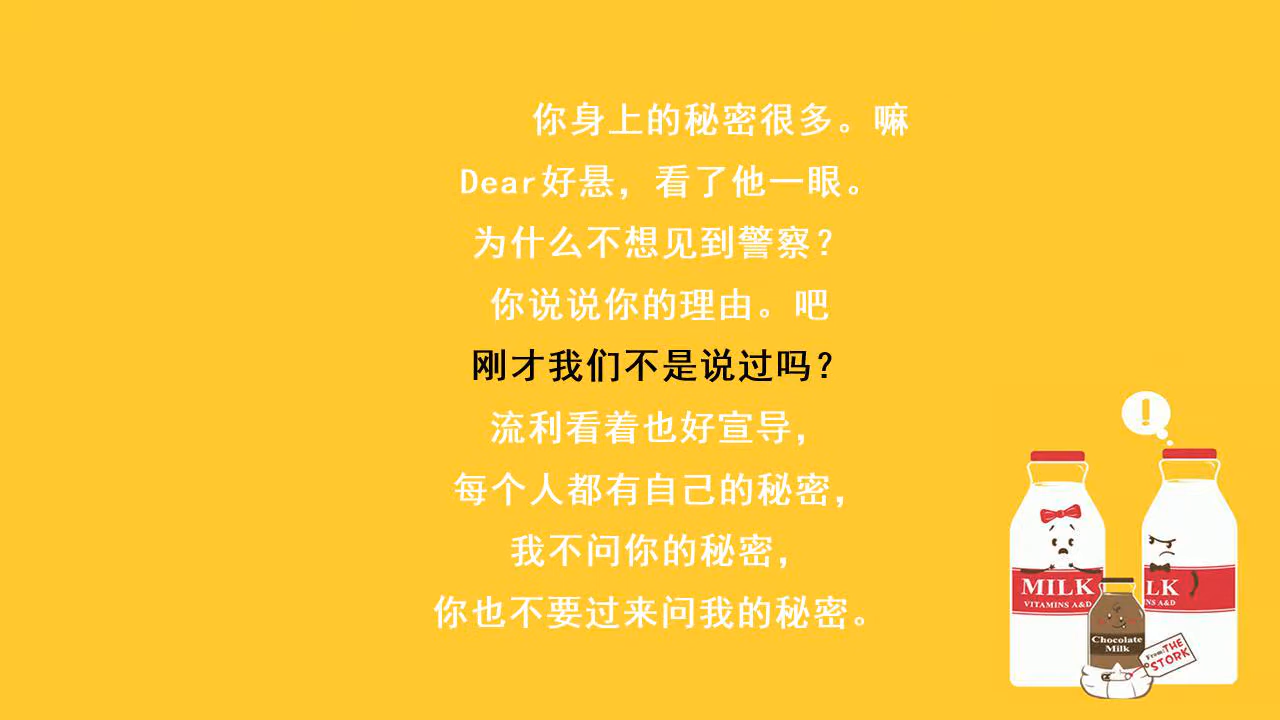 你身上的秘密很多。嘛
Dear好悬，看了他一眼。
为什么不想见到警察？
你说说你的理由。吧
刚才我们不是说过吗？
流利看着也好宣导，
每个人都有自己的秘密，
我不问你的秘密，
你也不要过来问我的秘密。
!
MILK
VITAMINS A&D
LK
NS A&D
Chocolate
Milk
From: THE
STORK